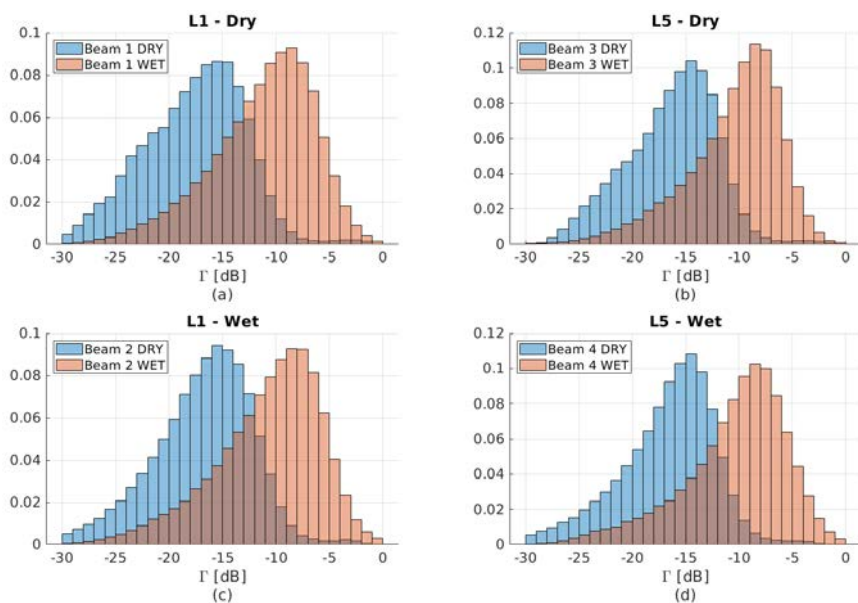 L1 - Dry
Beam 1 DRY
Beam 1 WET
0.1
0.08
0.06
0.04
0.02
0
-30 -25 -20 -15 -10 -5 0
Γ [dB]
(a)
L5 - Dry
Beam 3 DRY
Beam 3 WET
0.12
0.1
0.08
0.06
0.04
0.02
0
-30 -25 -20 -15 -10 -5 0
Γ [dB]
(b)
L1 - Wet
Beam 2 DRY
Beam 2 WET
0.1
0.08
0.06
0.04
0.02
0
-30 -25 -20 -15 -10 -5 0
Γ [dB]
(c)
L5 - Wet
Beam 4 DRY
Beam 4 WET
0.12
0.1
0.08
0.06
0.04
0.02
0
-30 -25 -20 -15 -10 -5 0
Γ [dB]
(d)